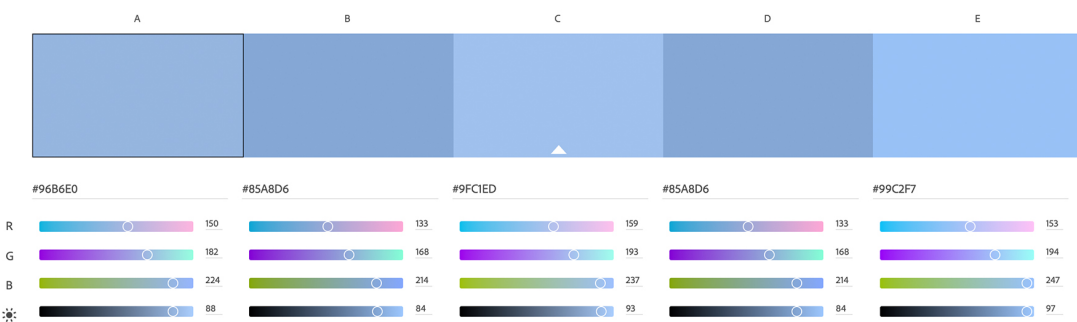 A B C D E
#96B6E0 #85A8D6 #9FC1ED #85A8D6 #99C2F7
R 150 133 159 133 153
G 182 168 193 168 194
B 224 214 237 214 247
88 84 93 84 97